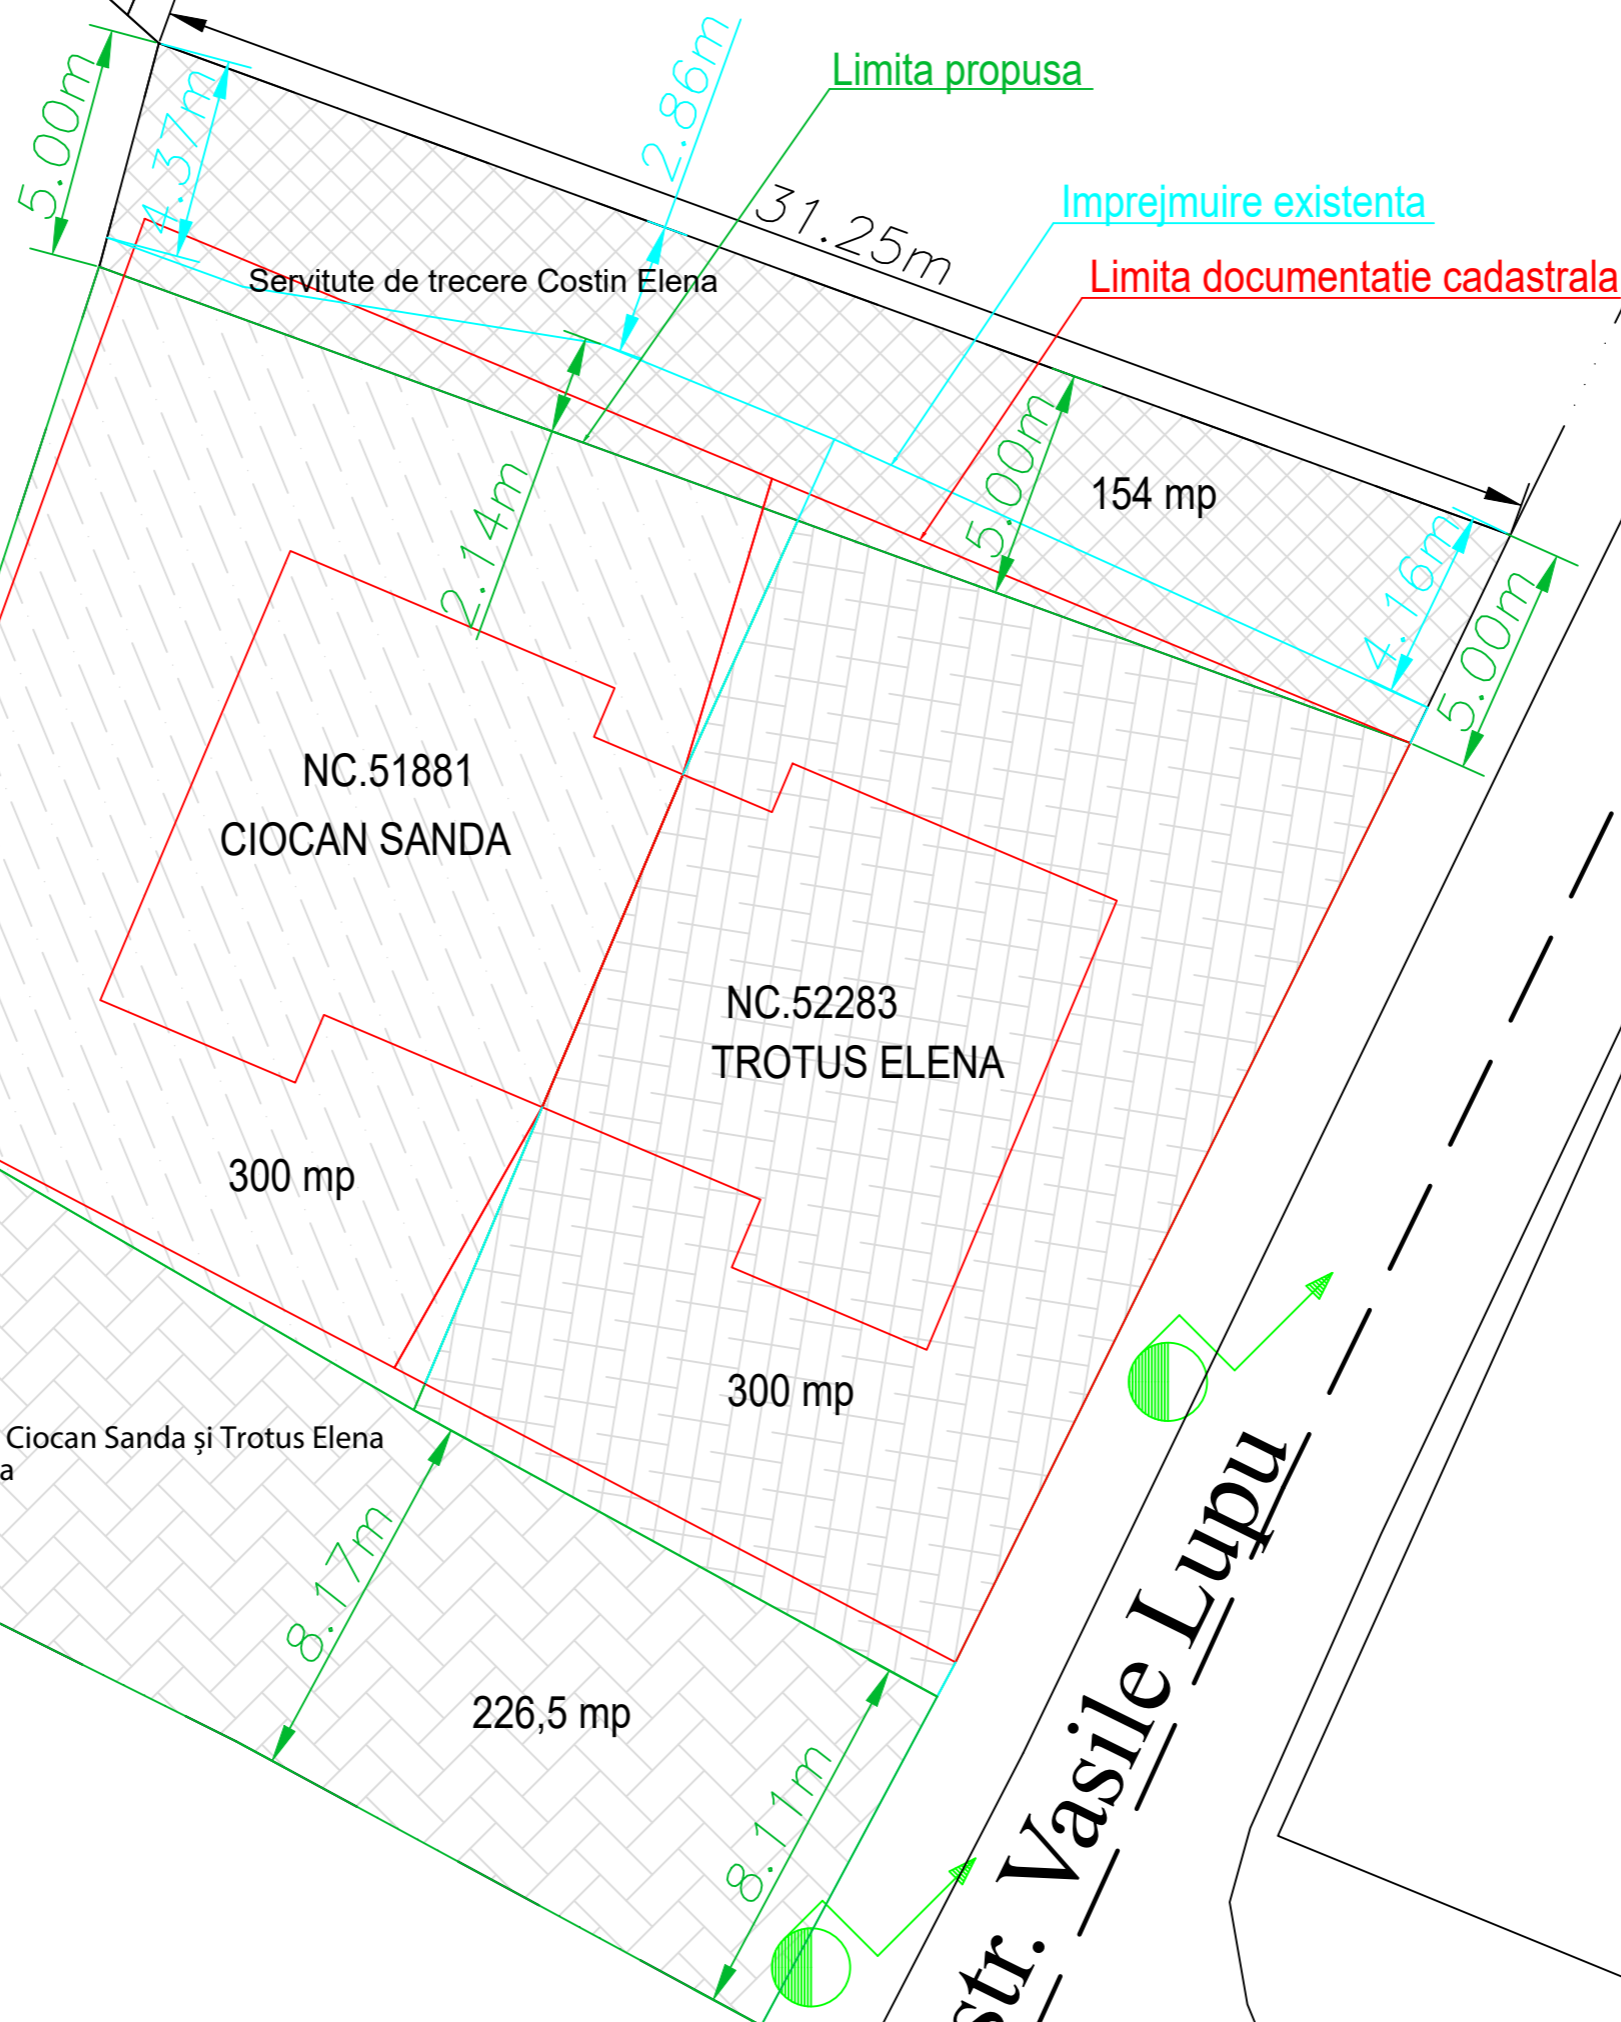 Limita propusa
5.00m
4.37m
2.86m
31.25m
Imprejmuire existenta
Servitute de trecere Costin Elena
Limita documentatie cadastrala
5.00m
154 mp
2.14m
4.16m
5.00m
NC.51881
CIOCAN SANDA
NC.52283
TROTUS ELENA
300 mp
300 mp
Ciocan Sanda și Trotus Elena
a
8.17m
226,5 mp
8.11m
str. Vasile Lupu